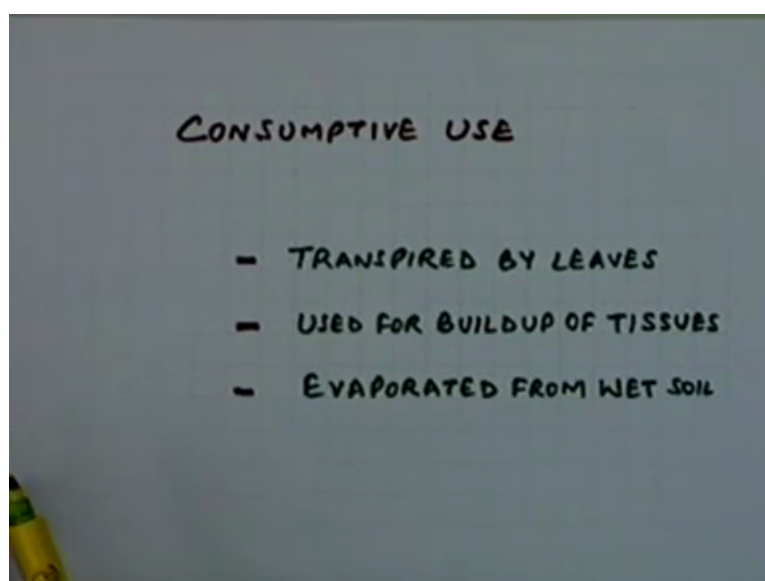 CONSUMPTIVE USE
- TRANSPIRED BY LEAVES
- USED FOR BUILDUP OF TISSUES
- EVAPORATED FROM WET SOIL